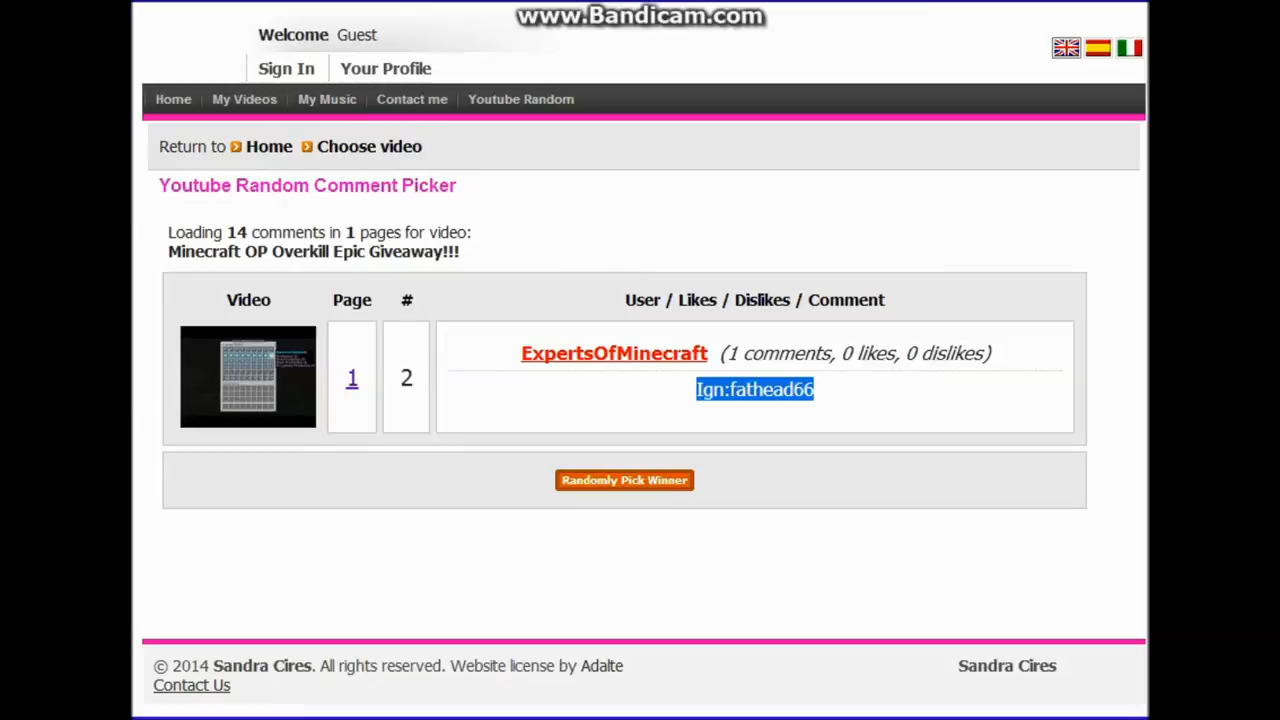 www.Bandicam.com
Welcome Guest
Sign In Your Profile
Home My Videos My Music Contact me Youtube Random
Return to Home Choose video
Youtube Random Comment Picker
Loading 14 comments in 1 pages for video:
Minecraft OP Overkill Epic Giveaway!!!
Video Page # User / Likes / Dislikes / Comment
ExpertsOfMinecraft (1 comments, 0 likes, 0 dislikes)
1 2
Ign:fathead66
Randomly Pick Winner
© 2014 Sandra Cires. All rights reserved. Website license by Adalte Sandra Cires
Contact Us